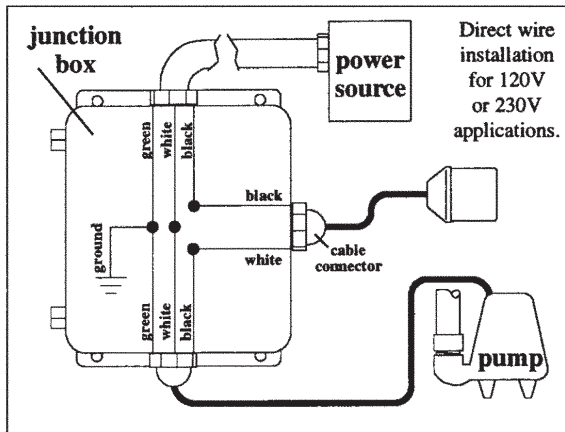 junction
box
power
source
Direct wire
installation
for 120V
or 230V
applications.
green
white
black
black
ground
white
cable
connector
green
white
black
pump